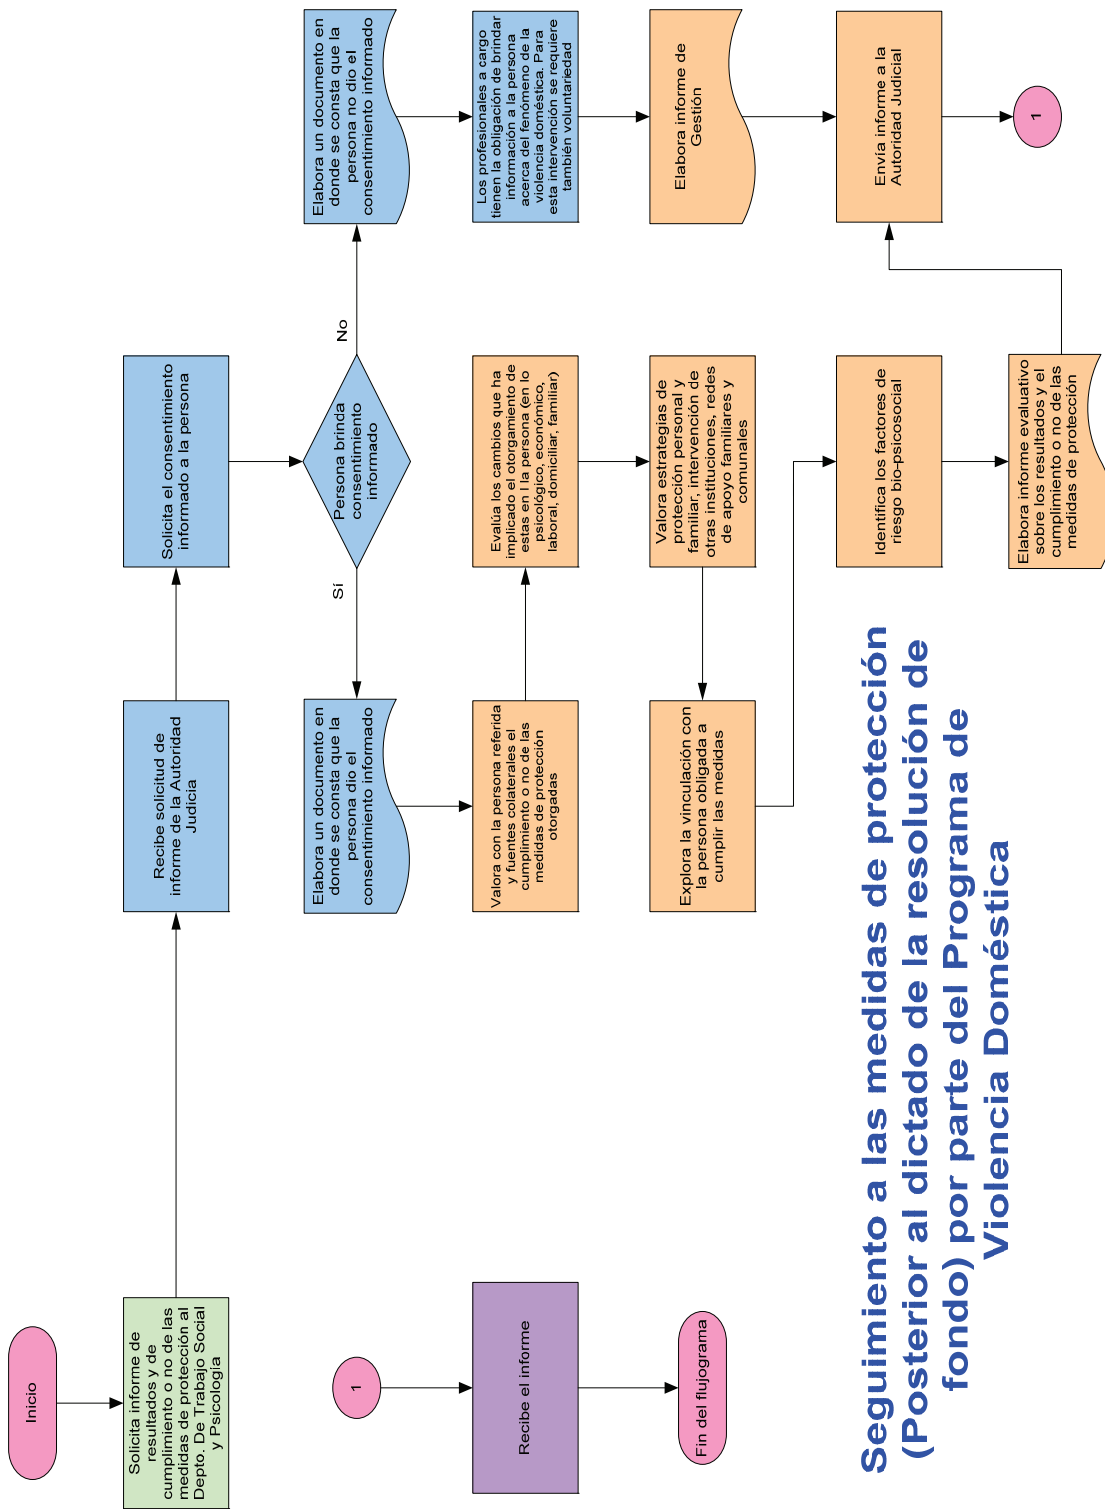 Inicio
Solicita informe de
resultados y de
cumplimiento o no de las
medidas de protección al
Depto. De Trabajo Social
y Psicología
Recibe solicitud de
informe de la Autoridad
Judicia
Solicita el consentimiento
informado a la persona
Persona brinda
consentimiento
informado
Sí
No
Elabora un documento en
donde se consta que la
persona dio el
consentimiento informado
Elabora un documento en
donde se consta que la
persona no dio el
consentimiento informado
Valora con la persona referida
y fuentes colaterales el
cumplimiento o no de las
medidas de protección
otorgadas
Evalúa los cambios que ha
implicado el otorgamiento de
estas en l la persona (en lo
psicológico, económico,
laboral, domiciliar, familiar)
Los profesionales a cargo
tienen la obligación de brindar
información a la persona
acerca del fenómeno de la
violencia doméstica. Para
esta intervención se requiere
también voluntariedad
Explora la vinculación con
la persona obligada a
cumplir las medidas
Valora estrategias de
protección personal y
familiar, intervención de
otras instituciones, redes
de apoyo familiares y
comunales
Elabora informe de
Gestión
Identifica los factores de
riesgo bio-psicosocial
Envía informe a la
Autoridad Judicial
Elabora informe evaluativo
sobre los resultados y el
cumplimiento o no de las
medidas de protección
1
1
Recibe el informe
Fin del flujograma
Seguimiento a las medidas de protección
(Posterior al dictado de la resolución de
fondo) por parte del Programa de
Violencia Doméstica